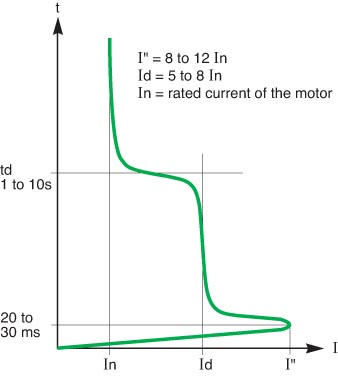 t
I" = 8 to 12 In
Id = 5 to 8 In
In = rated current of the motor
td
1 to 10s
20 to
30 ms
In
Id
I"
I